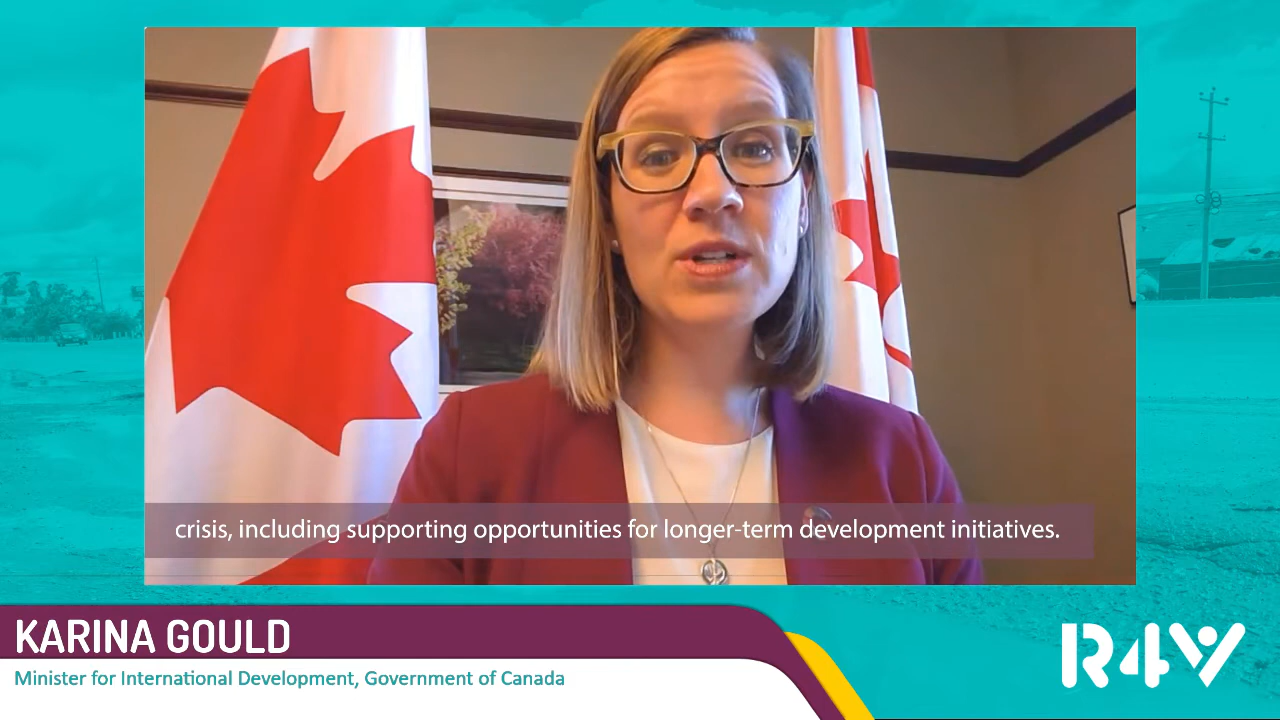 crisis, including supporting opportunities for longer-term development initiatives.
KARINA GOULD
Minister for International Development, Government of Canada
R4V